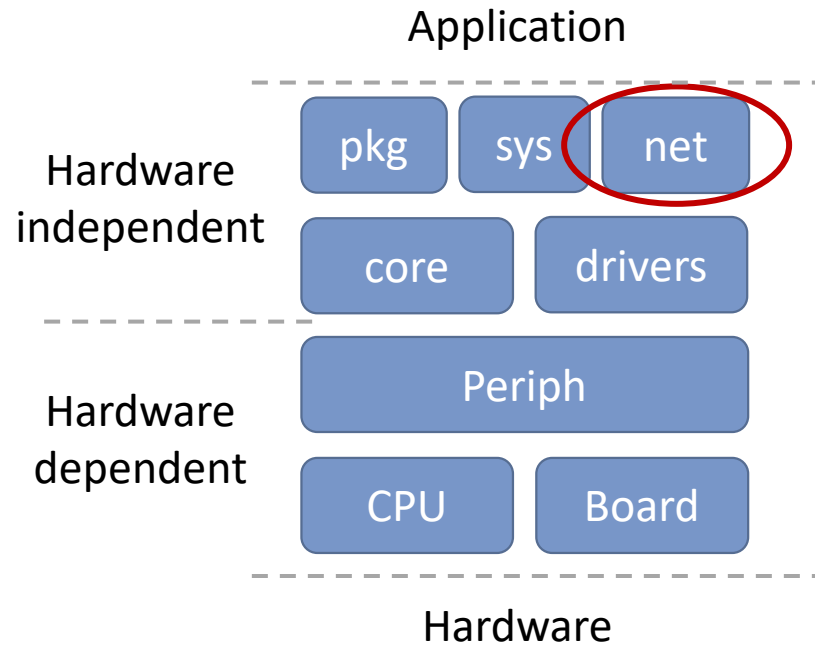 Application
Hardware
independent
pkg sys net
core drivers
Hardware
dependent
Periph
CPU Board
Hardware